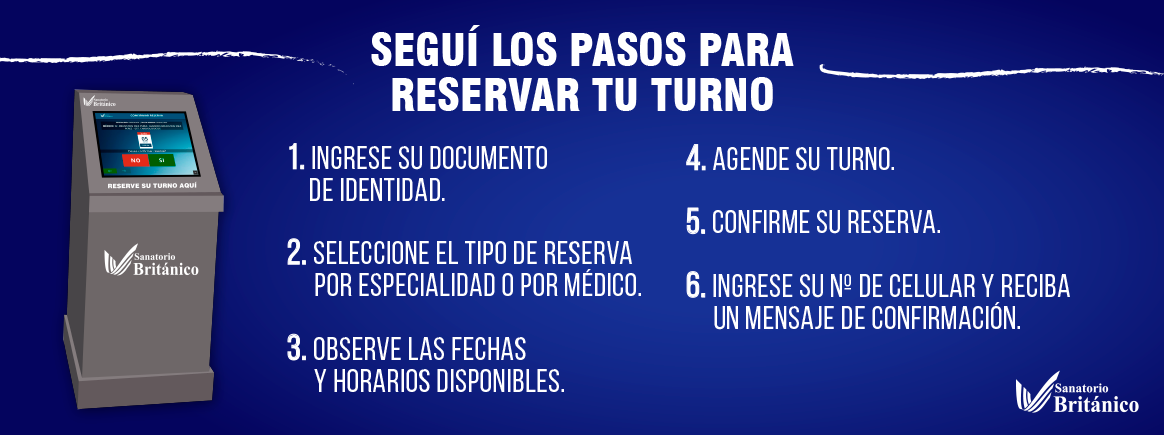 SEGUÍ LOS PASOS PARA
RESERVAR TU TURNO
Sanatorio
Británico
CONFIRMAR RESERVA
05
NO
SI
RESERVE SU TURNO AQUÍ
Sanatorio
Británico
1. INGRESE SU DOCUMENTO
DE IDENTIDAD.
2. SELECCIONE EL TIPO DE RESERVA
POR ESPECIALIDAD O POR MÉDICO.
3. OBSERVE LAS FECHAS
Y HORARIOS DISPONIBLES.
4. AGENDE SU TURNO.
5. CONFIRME SU RESERVA.
6. INGRESE SU Nº DE CELULAR Y RECIBA
UN MENSAJE DE CONFIRMACIÓN.
Sanatorio
Británico